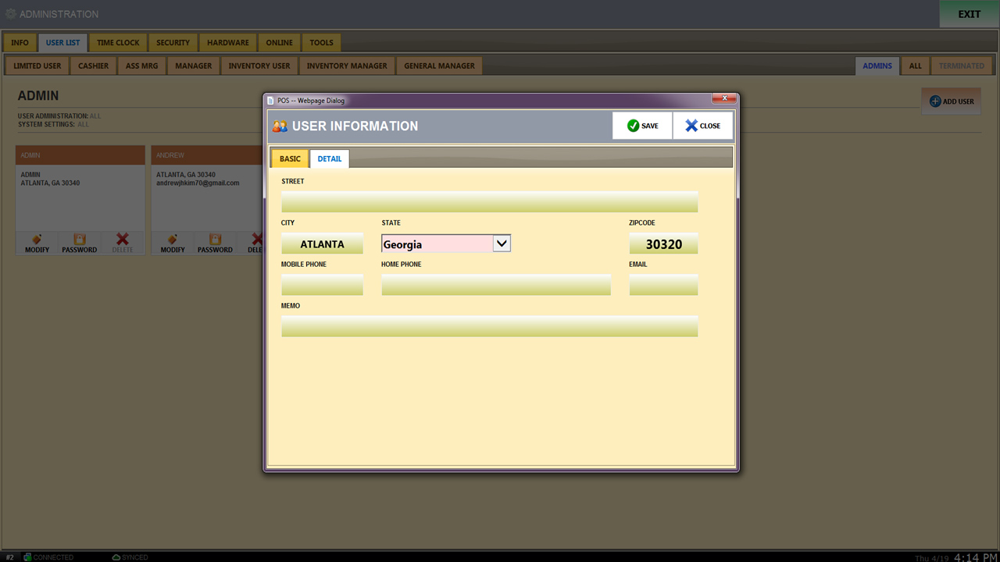 ADMINISTRATION
EXIT
INFO
USER LIST
TIME CLOCK
SECURITY
HARDWARE
ONLINE
TOOLS
LIMITED USER
CASHIER
ASS MRG
MANAGER
INVENTORY USER
INVENTORY MANAGER
GENERAL MANAGER
ADMINS
ALL
TERMINATED
ADMIN
USER ADMINISTRATION: ALL
SYSTEM SETTINGS: ALL
ADD USER
ADMIN
ADMIN
ATLANTA, GA 30340
MODIFY
PASSWORD
DELETE
ANDREW
ATLANTA, GA 30340
andrewjhkim70@gmail.com
MODIFY
PASSWORD
DELE
POS -- Webpage Dialog
USER INFORMATION
SAVE
CLOSE
BASIC
DETAIL
STREET
CITY
STATE
ZIPCODE
ATLANTA
Georgia
30320
MOBILE PHONE
HOME PHONE
EMAIL
MEMO
#2
CONNECTED
SYNCED
Thu 4/19 4:14 PM